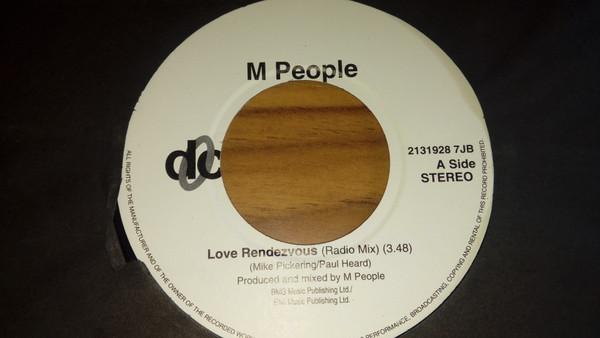 M People
dc
2131928 7JB
A Side
STEREO
Love Rendezvous (Radio Mix) (3.48)
(Mike Pickering/Paul Heard)
Produced and mixed by M People
BMG Music Publishing Ltd./
EMI Music Publishing Ltd.
ALL RIGHTS OF THE MANUFACTURER AND OF THE OWNER OF THE RECORDED
PERFORMANCE, BROADCASTING, COPYING AND RENTAL OF THIS RECORD PROHIBITED.